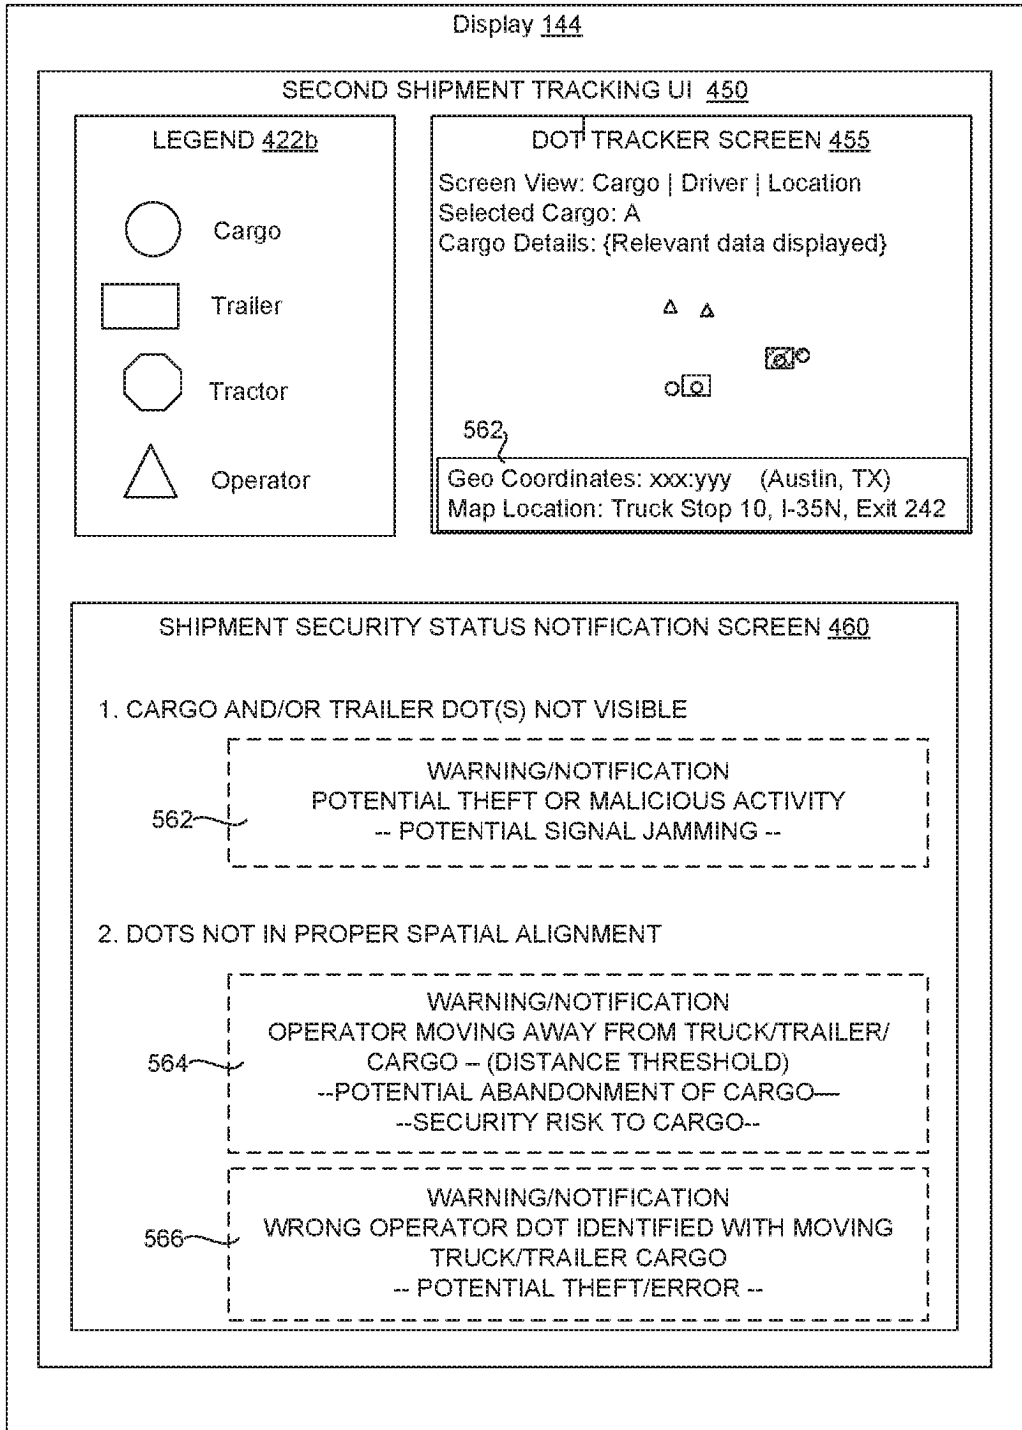 Display 144
SECOND SHIPMENT TRACKING UI 450
LEGEND 422b
Cargo
Trailer
Tractor
Operator
DOT TRACKER SCREEN 455
Screen View: Cargo | Driver | Location
Selected Cargo: A
Cargo Details: {Relevant data displayed}
562
Geo Coordinates: xxx:yyy (Austin, TX)
Map Location: Truck Stop 10, I-35N, Exit 242
SHIPMENT SECURITY STATUS NOTIFICATION SCREEN 460
1. CARGO AND/OR TRAILER DOT(S) NOT VISIBLE
WARNING/NOTIFICATION
POTENTIAL THEFT OR MALICIOUS ACTIVITY
562
-- POTENTIAL SIGNAL JAMMING --
2. DOTS NOT IN PROPER SPATIAL ALIGNMENT
WARNING/NOTIFICATION
OPERATOR MOVING AWAY FROM TRUCK/TRAILER/
564
CARGO – (DISTANCE THRESHOLD)
--POTENTIAL ABANDONMENT OF CARGO—
--SECURITY RISK TO CARGO--
WARNING/NOTIFICATION
WRONG OPERATOR DOT IDENTIFIED WITH MOVING
566
TRUCK/TRAILER CARGO
-- POTENTIAL THEFT/ERROR --